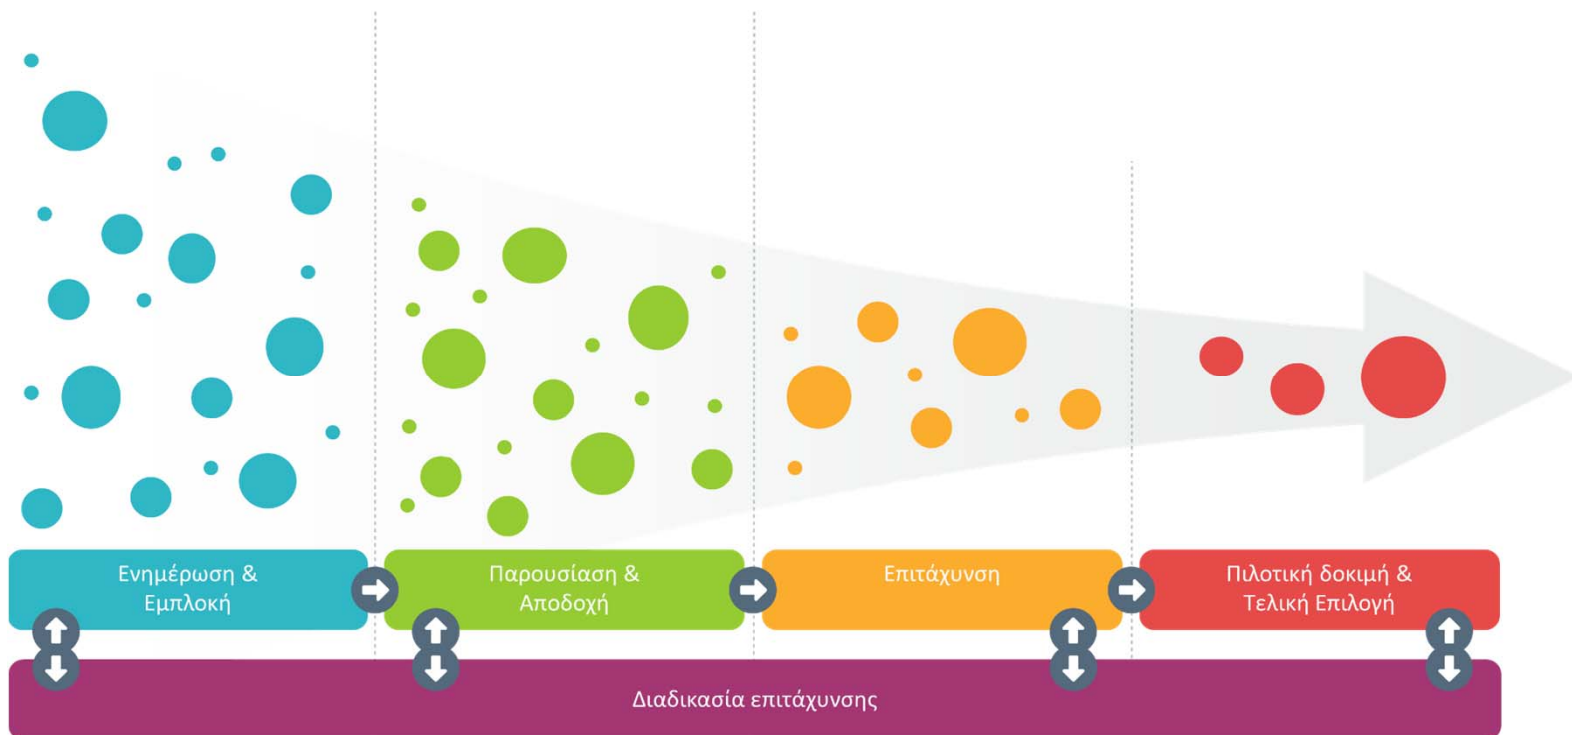 Ενημέρωση &
Εμπλοκή
Παρουσίαση &
Αποδοχή
Επιτάχυνση
Πιλοτική δοκιμή &
Τελική Επιλογή
Διαδικασία επιτάχυνσης